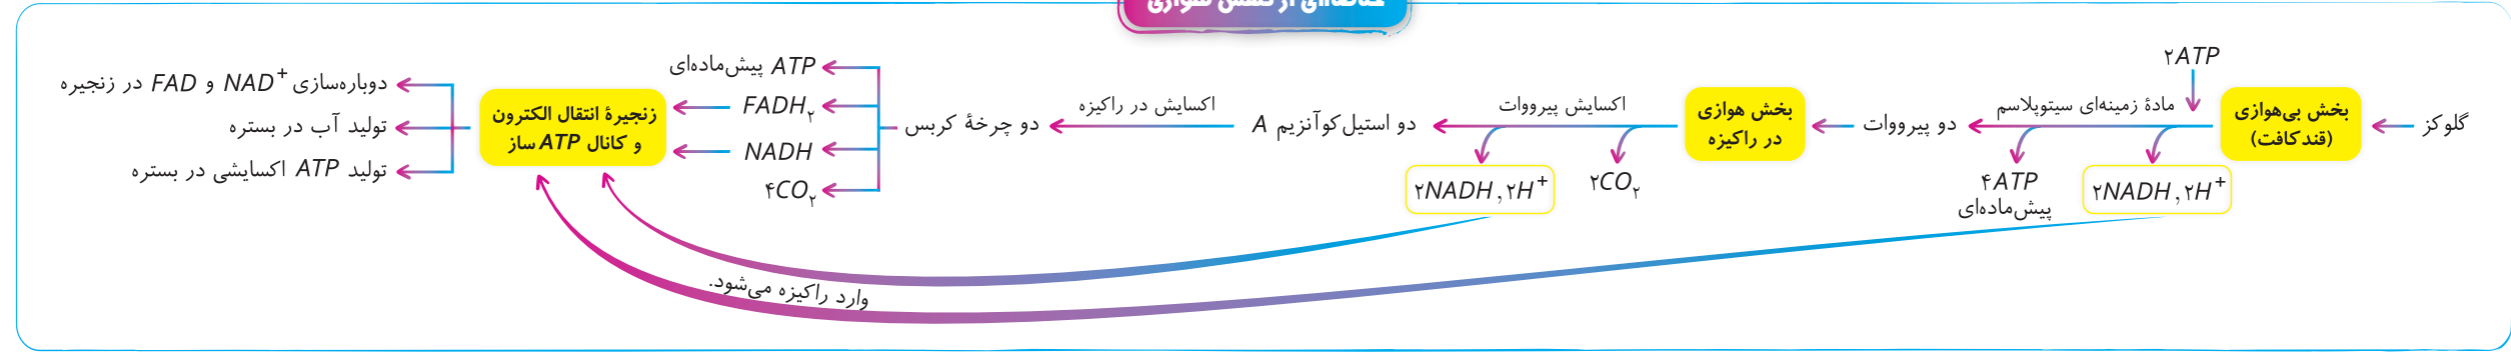 گلوکز
بخش بی‌هوازی
(قندکافت)
۲ATP
مادهٔ زمینه‌ای سیتوپلاسم
۲NADH,۲H⁺
۴ATP
پیش‌ماده‌ای
دو پیرووات
بخش هوازی
در راکیزه
اکسایش پیرووات
۲CO₂
۲NADH,۲H⁺
دو استیل‌کوآنزیم A
اکسایش در راکیزه
دو چرخهٔ کربس
ATP پیش‌ماده‌ای
FADH₂
NADH
۴CO₂
زنجیرهٔ انتقال الکترون
و کانال ATP ساز
دوباره‌سازی NAD⁺ و FAD در زنجیره
تولید آب در بستره
تولید ATP اکسایشی در بستره
وارد راکیزه می‌شود.